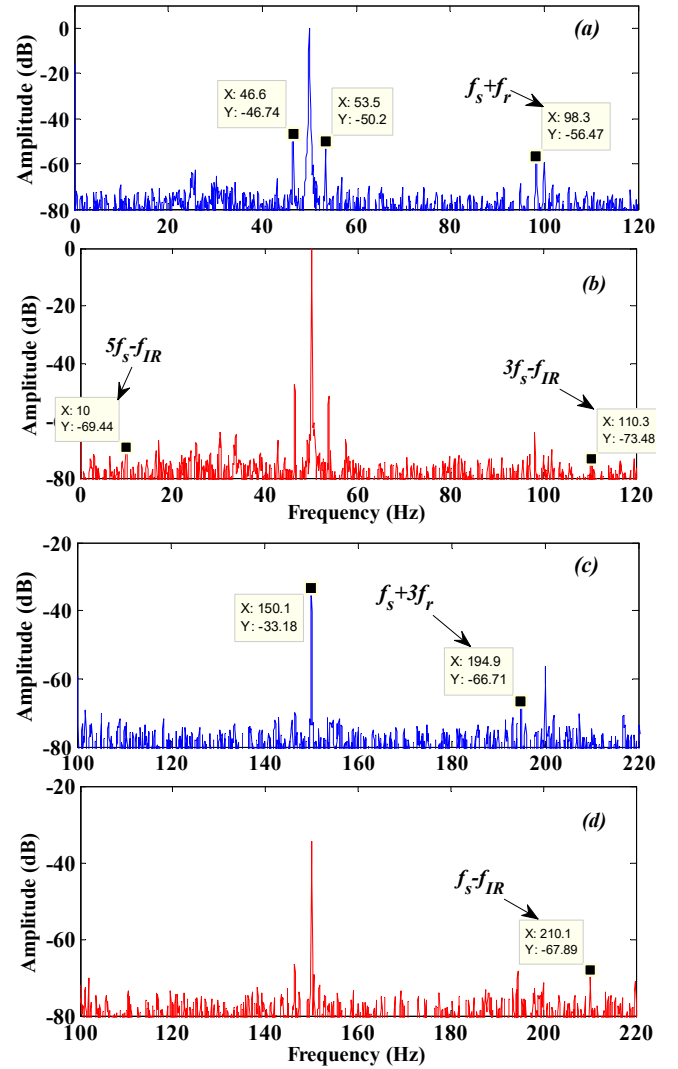 (a)
Amplitude (dB)
0
-20
-40
-60
-80
X: 46.6
Y: -46.74
X: 53.5
Y: -50.2
fs+fr
X: 98.3
Y: -56.47
0 20 40 60 80 100 120
(b)
Amplitude (dB)
0
-20
-40
-60
-80
5fs-fIR
X: 10
Y: -69.44
3fs-fIR
X: 110.3
Y: -73.48
0 20 40 60 80 100 120
Frequency (Hz)
(c)
Amplitude (dB)
-20
-40
-60
-80
X: 150.1
Y: -33.18
fs+3fr
X: 194.9
Y: -66.71
100 120 140 160 180 200 220
(d)
Amplitude (dB)
-20
-40
-60
-80
fs-fIR
X: 210.1
Y: -67.89
100 120 140 160 180 200 220
Frequency (Hz)